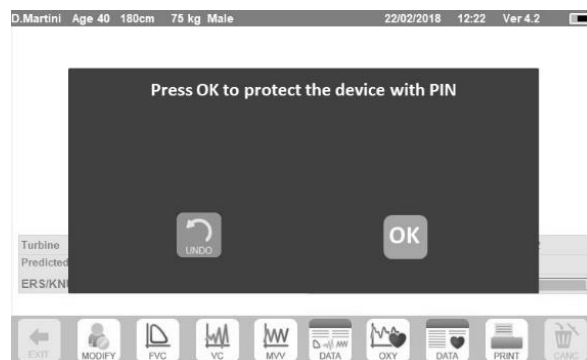 D.Martini Age 40 180cm 75 kg Male 22/02/2018 12:22 Ver 4.2
Press OK to protect the device with PIN
UNDO
OK
Turbine
Predicted
ERS/KNU
EXIT MODIFY FVC VC MVV DATA OXY DATA PRINT